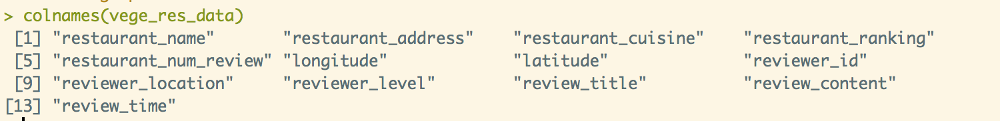 > colnames(vege_res_data)
[1] "restaurant_name" "restaurant_address" "restaurant_cuisine" "restaurant_ranking"
[5] "restaurant_num_review" "longitude" "latitude" "reviewer_id"
[9] "reviewer_location" "reviewer_level" "review_title" "review_content"
[13] "review_time"